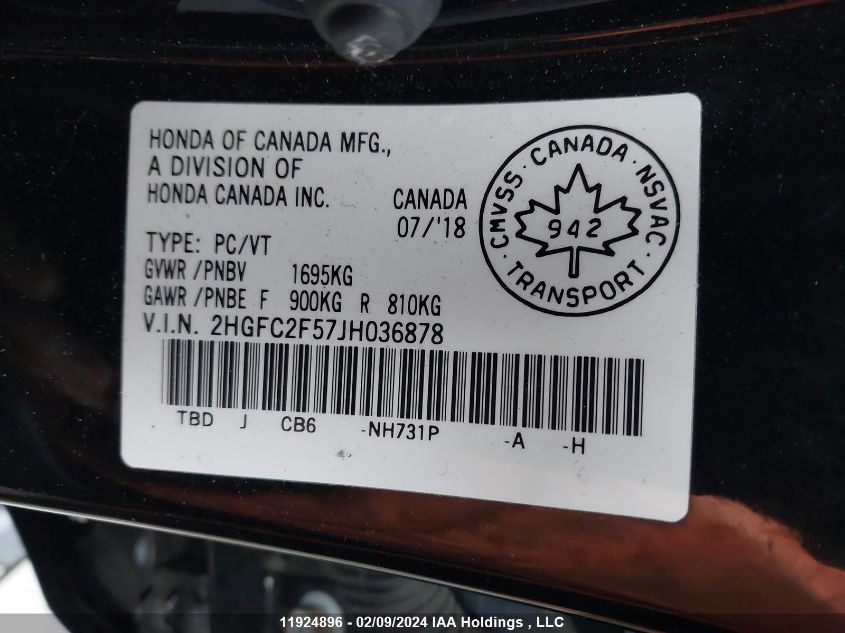 HONDA OF CANADA MFG.,
A DIVISION OF
HONDA CANADA INC.
CANADA
07/'18
TYPE: PC/VT
GVWR /PNBV 1695KG
GAWR /PNBE F 900KG R 810KG
V.I.N. 2HGFC2F57JH036878
TBD J CB6 -NH731P -A -H
CMVSS · CANADA · NSVAC · TRANSPORT ·
942
11924896 - 02/09/2024 IAA Holdings , LLC